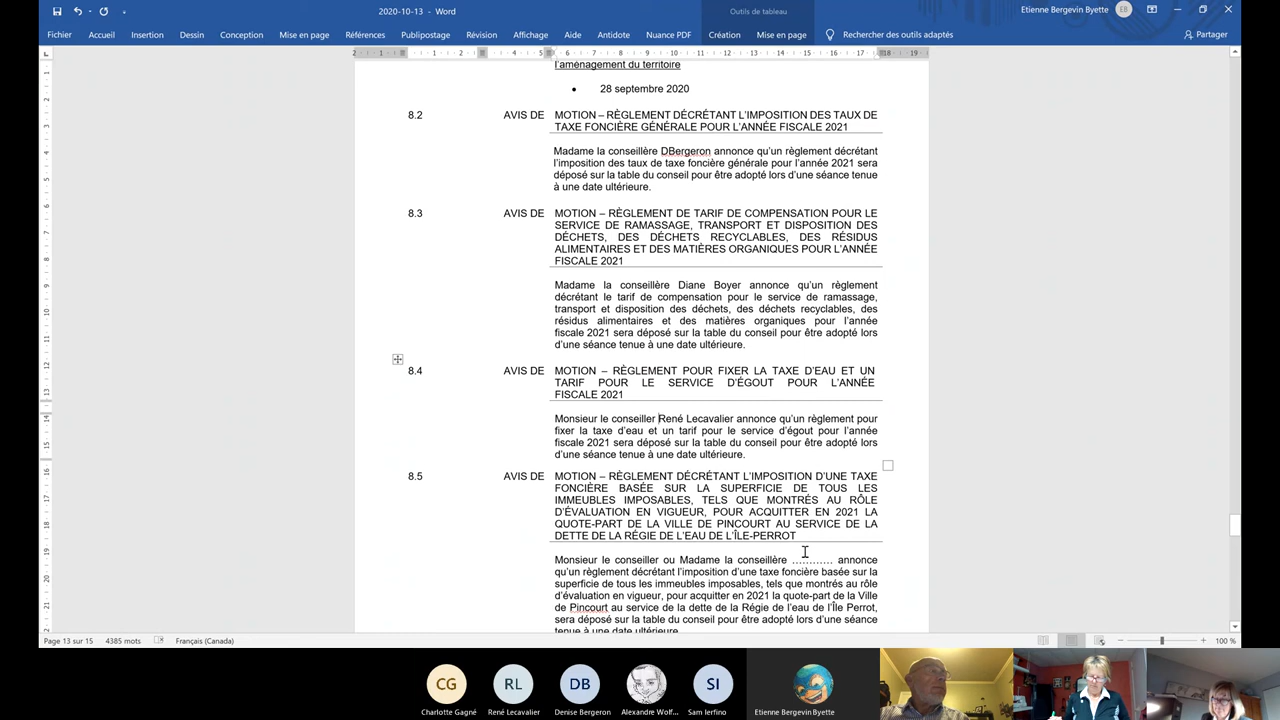 2020-10-13 - Word
Outils de tableau
Etienne Bergevin Byette
EB
Fichier Accueil Insertion Dessin Conception Mise en page Références Publipostage Révision Affichage Aide Antidote Nuance PDF Création Mise en page Rechercher des outils adaptés Partager
l'aménagement du territoire
• 28 septembre 2020
8.2 AVIS DE MOTION – RÈGLEMENT DÉCRÉTANT L'IMPOSITION DES TAUX DE
TAXE FONCIÈRE GÉNÉRALE POUR L'ANNÉE FISCALE 2021
Madame la conseillère DBergeron annonce qu'un règlement décrétant
l'imposition des taux de taxe foncière générale pour l'année 2021 sera
déposé sur la table du conseil pour être adopté lors d'une séance tenue
à une date ultérieure.
8.3 AVIS DE MOTION – RÈGLEMENT DE TARIF DE COMPENSATION POUR LE
SERVICE DE RAMASSAGE, TRANSPORT ET DISPOSITION DES
DÉCHETS, DES DÉCHETS RECYCLABLES, DES RÉSIDUS
ALIMENTAIRES ET DES MATIÈRES ORGANIQUES POUR L'ANNÉE
FISCALE 2021
Madame la conseillère Diane Boyer annonce qu'un règlement
décrétant le tarif de compensation pour le service de ramassage,
transport et disposition des déchets, des déchets recyclables, des
résidus alimentaires et des matières organiques pour l'année
fiscale 2021 sera déposé sur la table du conseil pour être adopté lors
d'une séance tenue à une date ultérieure.
8.4 AVIS DE MOTION – RÈGLEMENT POUR FIXER LA TAXE D'EAU ET UN
TARIF POUR LE SERVICE D'ÉGOUT POUR L'ANNÉE
FISCALE 2021
Monsieur le conseiller René Lecavalier annonce qu'un règlement pour
fixer la taxe d'eau et un tarif pour le service d'égout pour l'année
fiscale 2021 sera déposé sur la table du conseil pour être adopté lors
d'une séance tenue à une date ultérieure.
8.5 AVIS DE MOTION – RÈGLEMENT DÉCRÉTANT L'IMPOSITION D'UNE TAXE
FONCIÈRE BASÉE SUR LA SUPERFICIE DE TOUS LES
IMMEUBLES IMPOSABLES, TELS QUE MONTRÉS AU RÔLE
D'ÉVALUATION EN VIGUEUR, POUR ACQUITTER EN 2021 LA
QUOTE-PART DE LA VILLE DE PINCOURT AU SERVICE DE LA
DETTE DE LA RÉGIE DE L'EAU DE L'ÎLE-PERROT
Monsieur le conseiller ou Madame la conseillère ………… annonce
qu'un règlement décrétant l'imposition d'une taxe foncière basée sur la
superficie de tous les immeubles imposables, tels que montrés au rôle
d'évaluation en vigueur, pour acquitter en 2021 la quote-part de la Ville
de Pincourt au service de la dette de la Régie de l'eau de l'Île Perrot,
sera déposé sur la table du conseil pour être adopté lors d'une séance
tenue à une date ultérieure.
Page 13 sur 15 4385 mots Français (Canada) 100 %
CG RL DB SI
Charlotte Gagné René Lecavalier Denise Bergeron Alexandre Wolf... Sam Ierfino Etienne Bergevin Byette